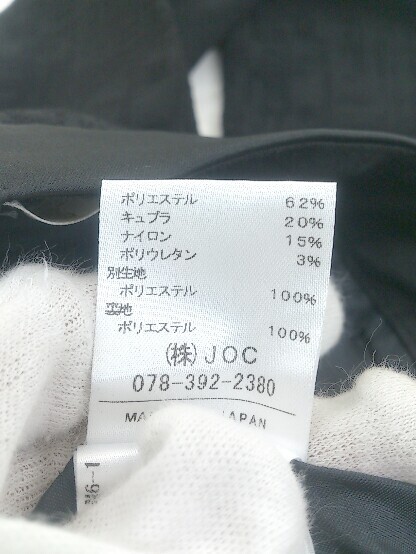 ポリエステル 62%
キュプラ 20%
ナイロン 15%
ポリウレタン 3%
別生地
ポリエステル 100%
裏地
ポリエステル 100%
(株)JOC
078-392-2380
JAPAN